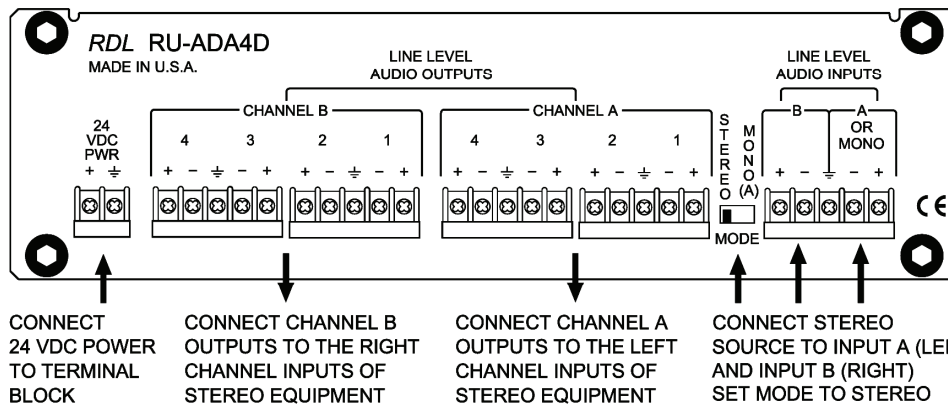 RDL RU-ADA4D
MADE IN U.S.A.
LINE LEVEL
AUDIO OUTPUTS
LINE LEVEL
AUDIO INPUTS
24
VDC
PWR
+ ⏚
CHANNEL B
4 3 2 1
+ − ⏚ − + + − ⏚ − +
CHANNEL A
4 3 2 1
+ − ⏚ − + + − ⏚ − +
STEREO
MONO (A)
MODE
B
A
OR
MONO
+ − ⏚ − +
CE
CONNECT
24 VDC POWER
TO TERMINAL
BLOCK
CONNECT CHANNEL B
OUTPUTS TO THE RIGHT
CHANNEL INPUTS OF
STEREO EQUIPMENT
CONNECT CHANNEL A
OUTPUTS TO THE LEFT
CHANNEL INPUTS OF
STEREO EQUIPMENT
CONNECT STEREO
SOURCE TO INPUT A (LE
AND INPUT B (RIGHT)
SET MODE TO STEREO